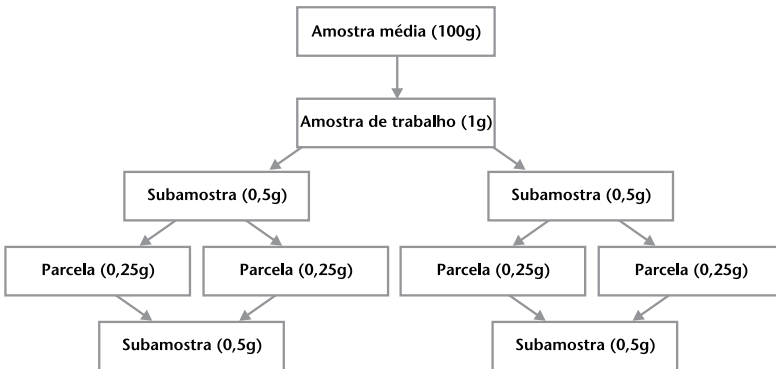 Amostra média (100g)
Amostra de trabalho (1g)
Subamostra (0,5g) Subamostra (0,5g)
Parcela (0,25g) Parcela (0,25g) Parcela (0,25g) Parcela (0,25g)
Subamostra (0,5g) Subamostra (0,5g)